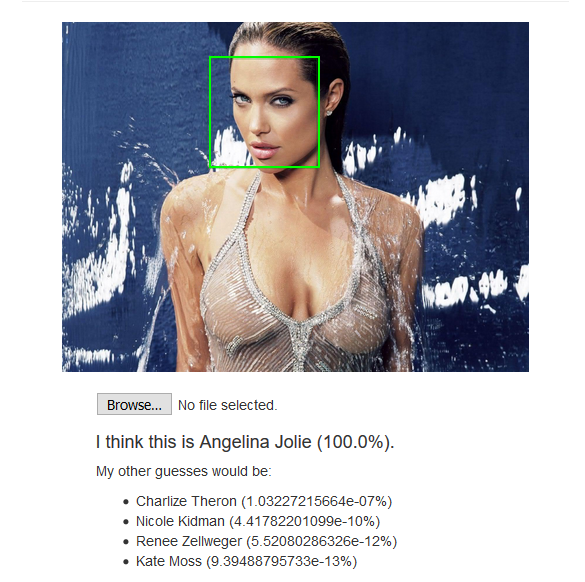 Browse... No file selected.
I think this is Angelina Jolie (100.0%).
My other guesses would be:
Charlize Theron (1.03227215664e-07%)
Nicole Kidman (4.41782201099e-10%)
Renee Zellweger (5.52080286326e-12%)
Kate Moss (9.39488795733e-13%)